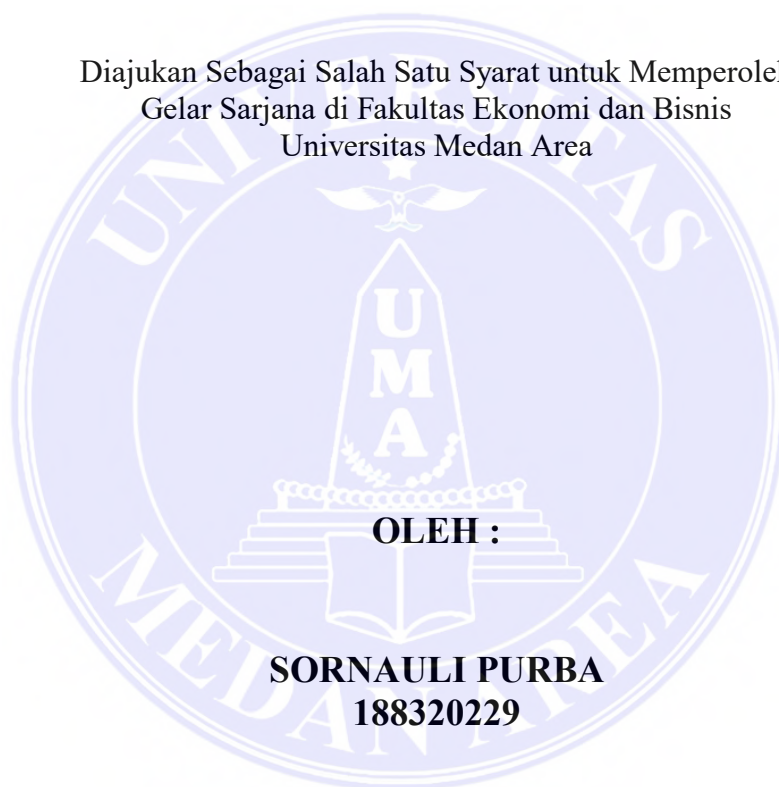 Diajukan Sebagai Salah Satu Syarat untuk Memperoleh
Gelar Sarjana di Fakultas Ekonomi dan Bisnis
Universitas Medan Area
UNIVERSITAS
U
M
A
OLEH :
MEDAN AREA
SORNAULI PURBA
188320229